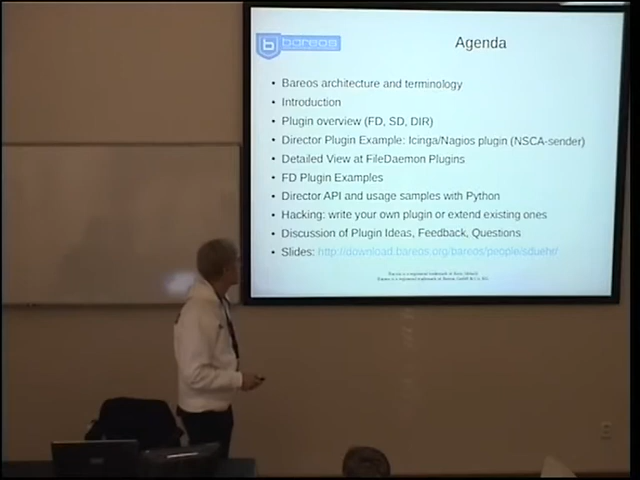 bareos
Agenda
• Bareos architecture and terminology
• Introduction
• Plugin overview (FD, SD, DIR)
• Director Plugin Example: Icinga/Nagios plugin (NSCA-sender)
• Detailed View at FileDaemon Plugins
• FD Plugin Examples
• Director API and usage samples with Python
• Hacking: write your own plugin or extend existing ones
• Discussion of Plugin Ideas, Feedback, Questions
• Slides: http://download.bareos.org/bareos/people/sduehr/